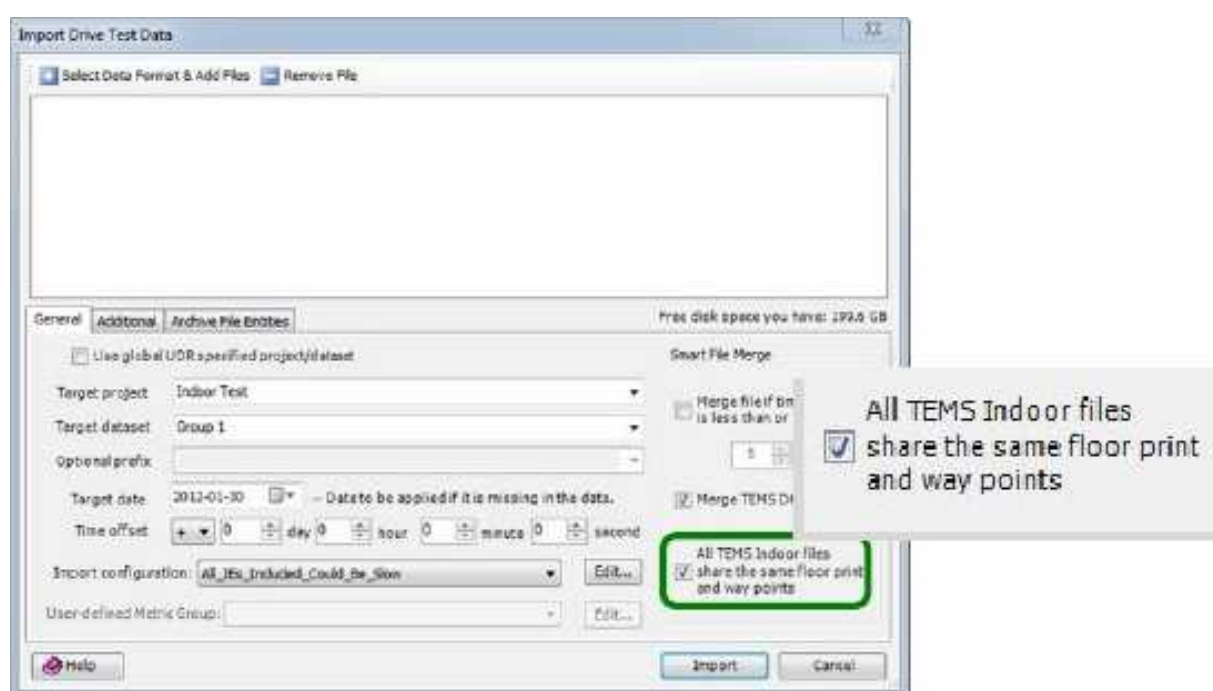 Import Drive Test Data
Select Data Format & Add Files Remove File
General Additional Archive File Entities Free disk space you have: 199.6 GB
Use global UDR specified project/dataset
Smart File Merge
Target project Indoor Test
Merge file if tim
is less than or
Target dataset Group 1
5
Optional prefix
Target date 2012-01-30 - Date to be applied if it is missing in the data.
Merge TEMS D
Time offset + 0 day 0 hour 0 minute 0 second
All TEMS Indoor files
share the same floor print
and way points
Import configuration: All_IEs_Included_Could_Be_Slow Edit...
User-defined Metric Group: Edit...
Help Import Cancel
All TEMS Indoor files
share the same floor print
and way points